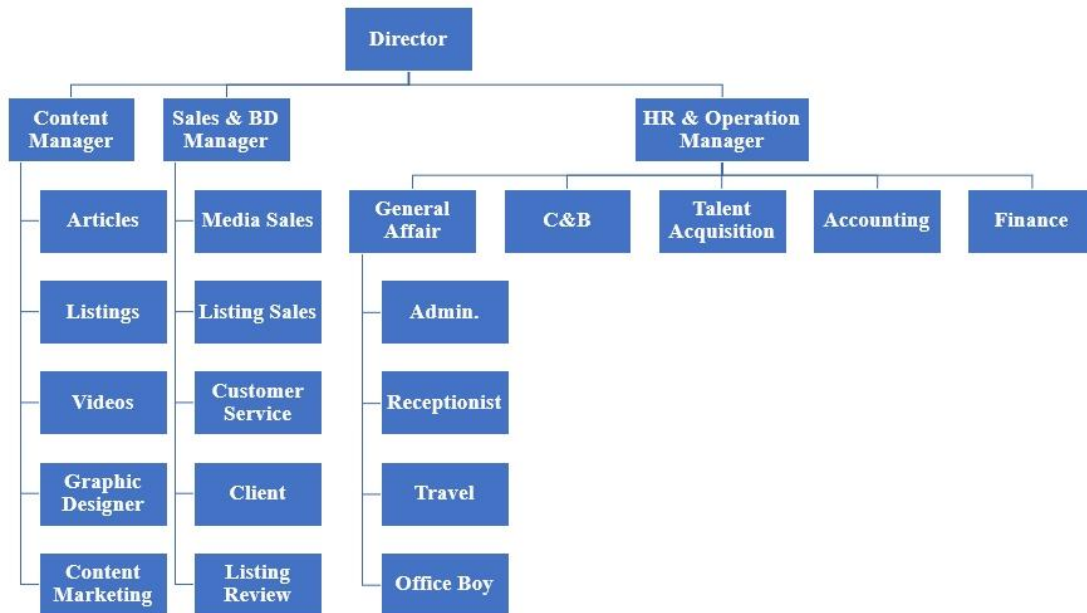 Director
Content
Manager
Sales & BD
Manager
HR & Operation
Manager
Articles
Media Sales
General
Affair
C&B
Talent
Acquisition
Accounting
Finance
Listings
Listing Sales
Admin.
Videos
Customer
Service
Receptionist
Graphic
Designer
Client
Travel
Content
Marketing
Listing
Review
Office Boy